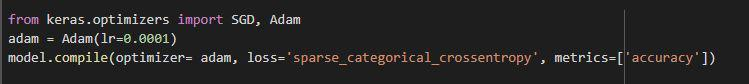 from keras.optimizers import SGD, Adam
adam = Adam(lr=0.0001)
model.compile(optimizer= adam, loss='sparse_categorical_crossentropy', metrics=['accuracy'])